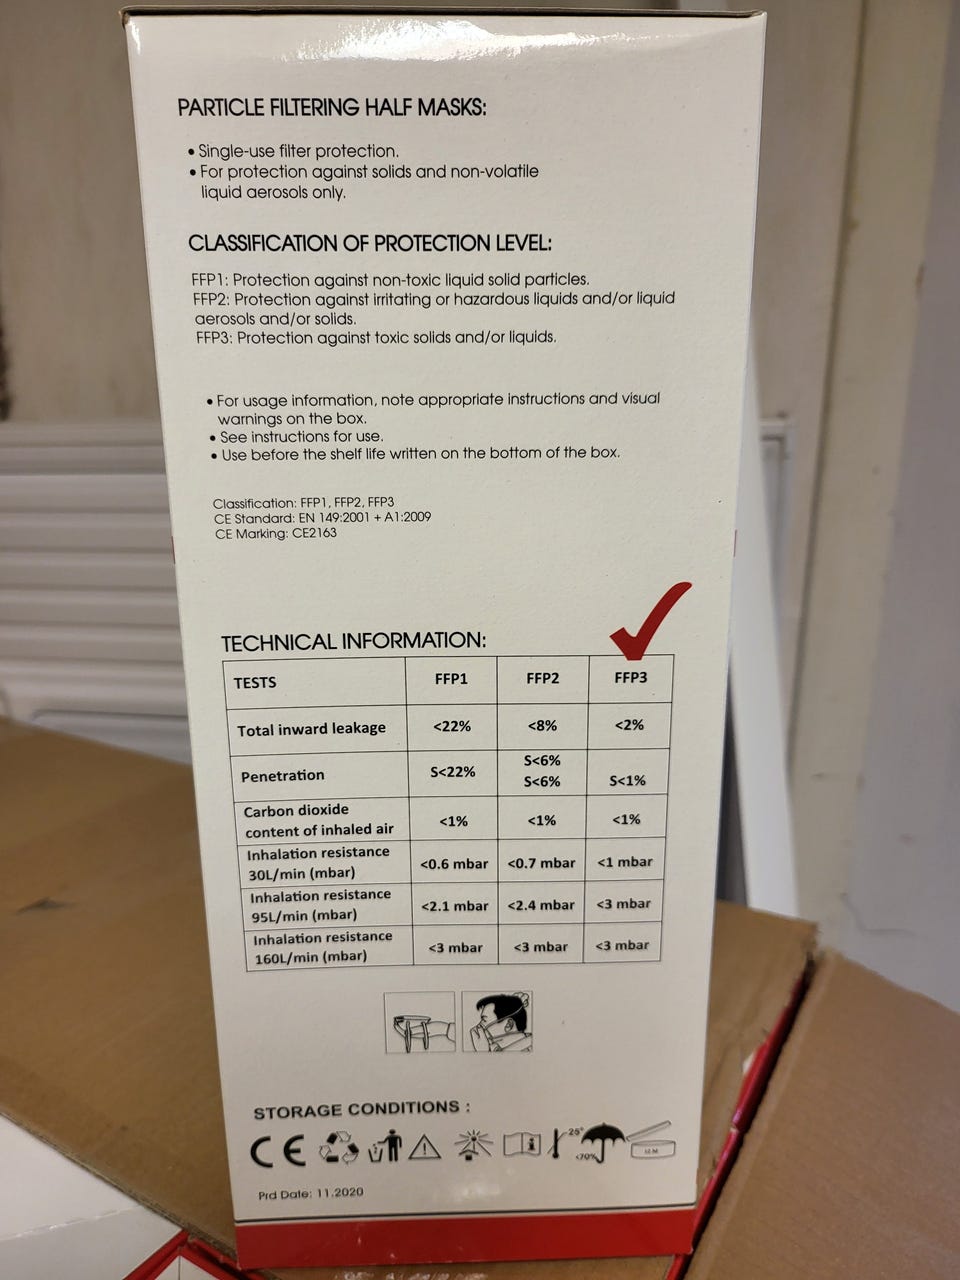 PARTICLE FILTERING HALF MASKS:
• Single-use filter protection.
• For protection against solids and non-volatile
liquid aerosols only.
CLASSIFICATION OF PROTECTION LEVEL:
FFP1: Protection against non-toxic liquid solid particles.
FFP2: Protection against irritating or hazardous liquids and/or liquid
aerosols and/or solids.
FFP3: Protection against toxic solids and/or liquids.
• For usage information, note appropriate instructions and visual
warnings on the box.
• See instructions for use.
• Use before the shelf life written on the bottom of the box.
Classification: FFP1, FFP2, FFP3
CE Standard: EN 149:2001 + A1:2009
CE Marking: CE2163
TECHNICAL INFORMATION:
TESTS FFP1 FFP2 FFP3
Total inward leakage <22% <8% <2%
Penetration S<22% S<6% S<6% S<1%
Carbon dioxide
content of inhaled air <1% <1% <1%
Inhalation resistance
30L/min (mbar) <0.6 mbar <0.7 mbar <1 mbar
Inhalation resistance
95L/min (mbar) <2.1 mbar <2.4 mbar <3 mbar
Inhalation resistance
160L/min (mbar) <3 mbar <3 mbar <3 mbar
STORAGE CONDITIONS :
CE i 25° <70%
Prd Date: 11.2020